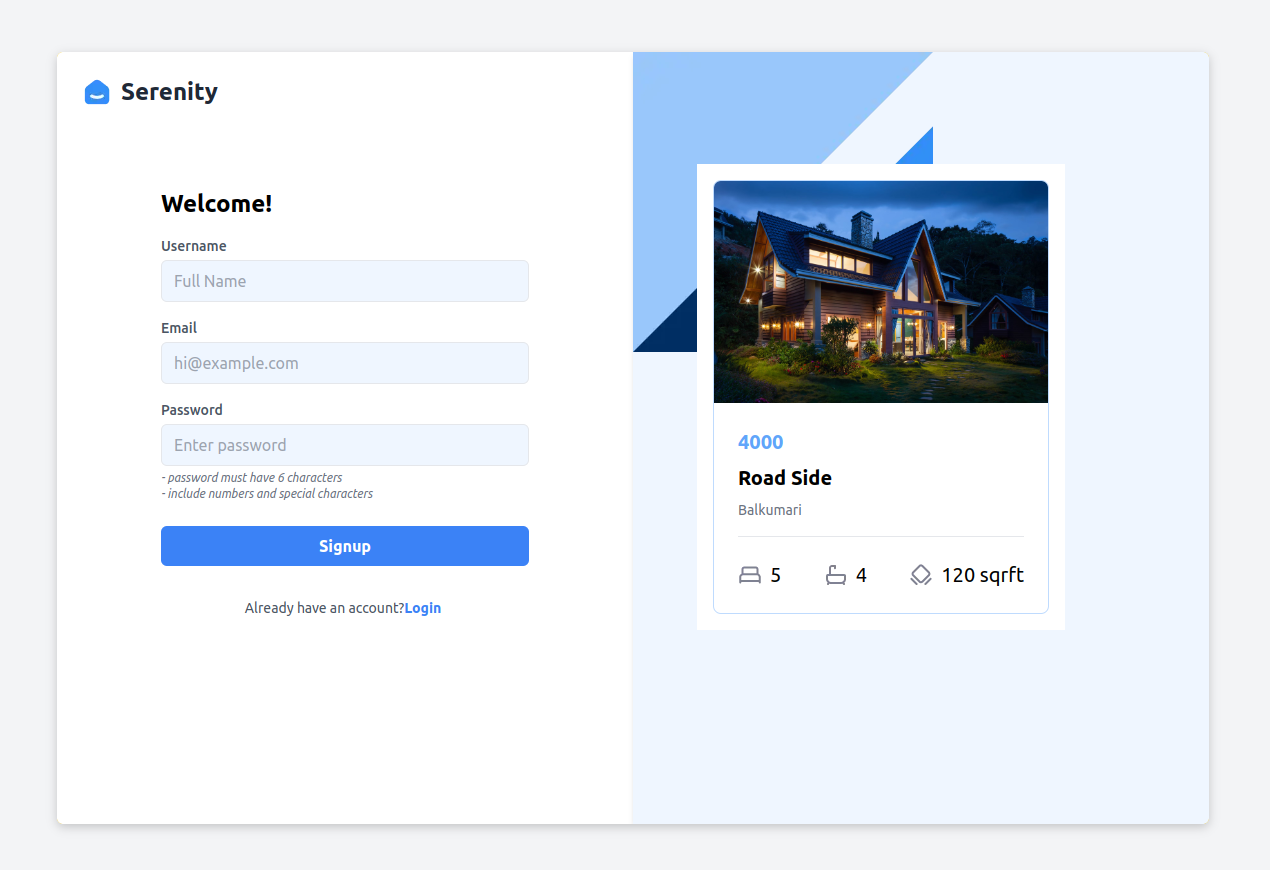 Serenity
Welcome!
Username
Full Name
Email
hi@example.com
Password
Enter password
- password must have 6 characters
- include numbers and special characters
Signup
Already have an account?Login
4000
Road Side
Balkumari
5 4 120 sqrft